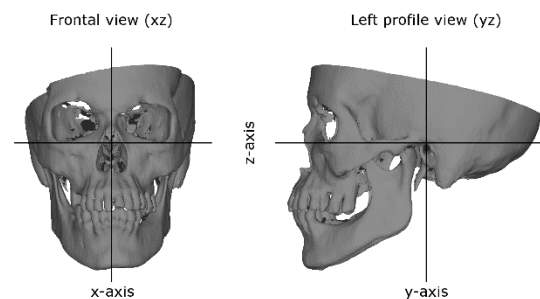 Frontal view (xz)
Left profile view (yz)
z-axis
x-axis
y-axis